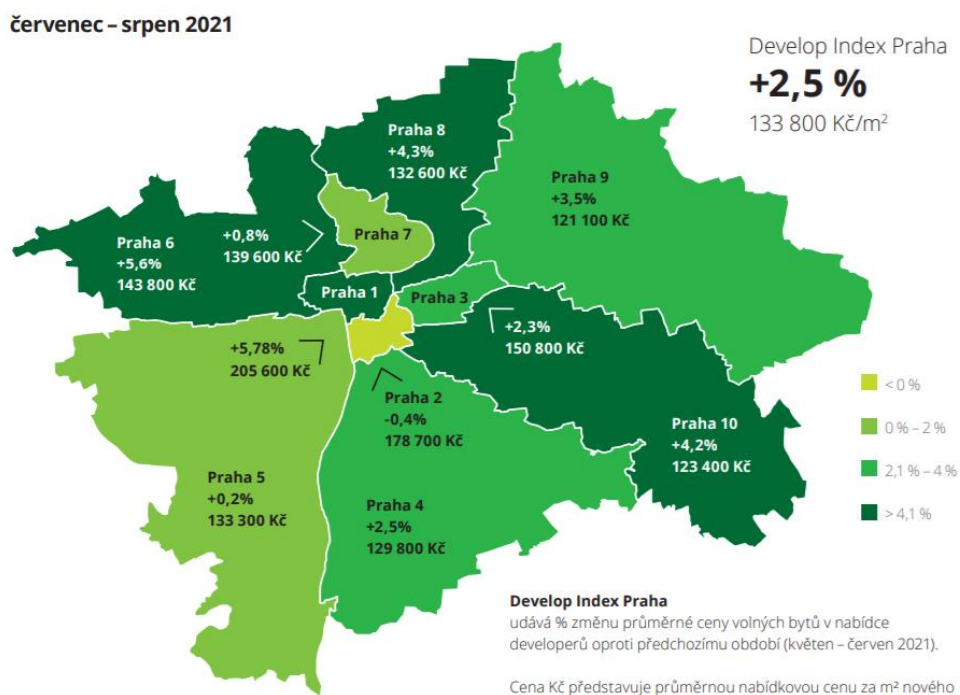 červenec – srpen 2021
Develop Index Praha
+2,5 %
133 800 Kč/m²
Praha 8
+4,3%
132 600 Kč
Praha 9
+3,5%
121 100 Kč
Praha 7
+0,8%
139 600 Kč
Praha 6
+5,6%
143 800 Kč
Praha 1
Praha 3
+2,3%
150 800 Kč
+5,78%
205 600 Kč
Praha 2
-0,4%
178 700 Kč
Praha 10
+4,2%
123 400 Kč
Praha 5
+0,2%
133 300 Kč
Praha 4
+2,5%
129 800 Kč
< 0 %
0 % – 2 %
2,1 % – 4 %
> 4,1 %
Develop Index Praha
udává % změnu průměrné ceny volných bytů v nabídce
developerů oproti předchozímu období (květen – červen 2021).
Cena Kč představuje průměrnou nabídkovou cenu za m² nového